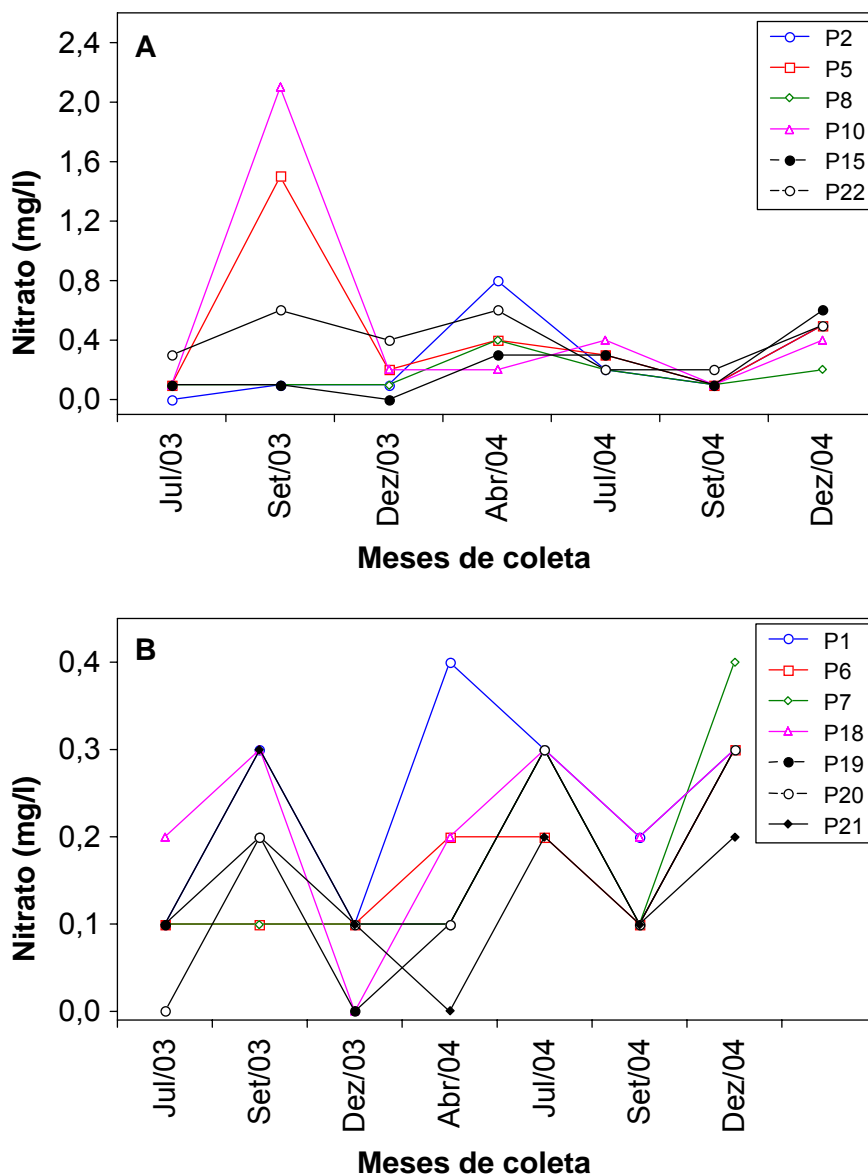 A
Nitrato (mg/l)
2,4
2,0
1,6
1,2
0,8
0,4
0,0
P2
P5
P8
P10
P15
P22
Jul/03
Set/03
Dez/03
Abr/04
Jul/04
Set/04
Dez/04
Meses de coleta
B
Nitrato (mg/l)
0,4
0,3
0,2
0,1
0,0
P1
P6
P7
P18
P19
P20
P21
Jul/03
Set/03
Dez/03
Abr/04
Jul/04
Set/04
Dez/04
Meses de coleta